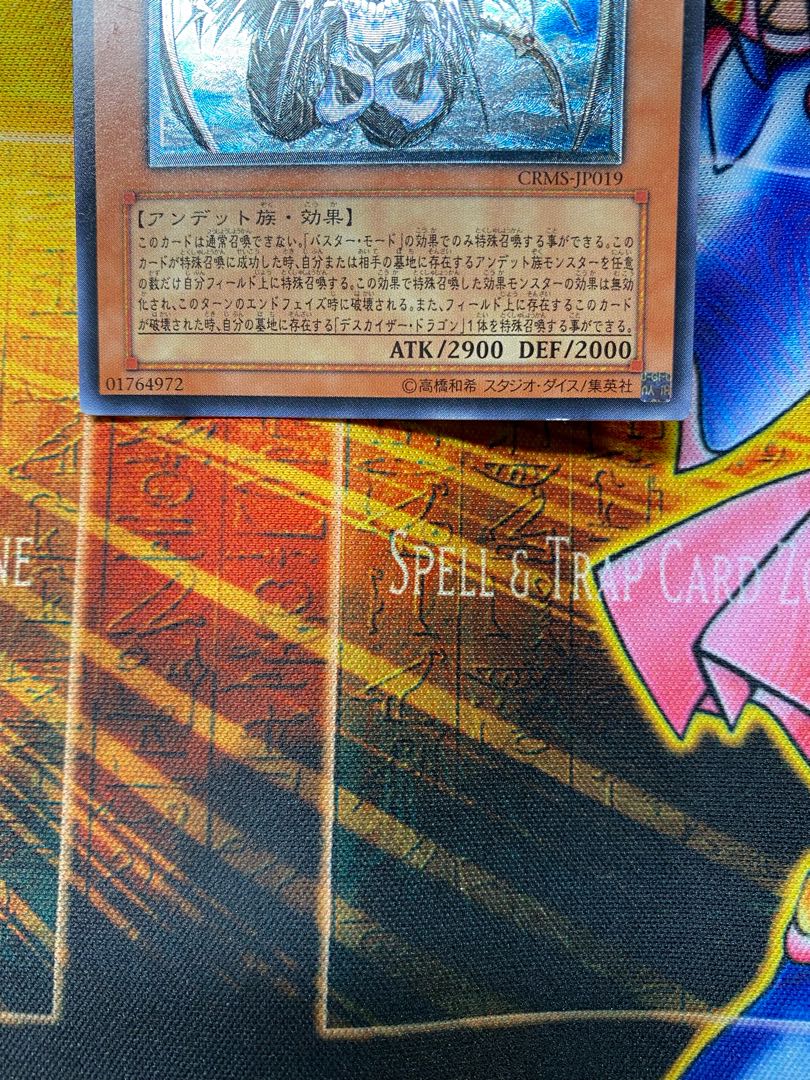 CRMS-JP019
【アンデット族・効果】
このカードは通常召喚できない。「バスター・モード」の効果でのみ特殊召喚する事ができる。この
カードが特殊召喚に成功した時、自分または相手の墓地に存在するアンデット族モンスターを任意
の数だけ自分フィールド上に特殊召喚する。この効果で特殊召喚した効果モンスターの効果は無効
化され、このターンのエンドフェイズ時に破壊される。また、フィールド上に存在するこのカード
が破壊された時、自分の墓地に存在する「デスカイザー・ドラゴン」1体を特殊召喚する事ができる。
ATK/2900 DEF/2000
01764972 ©高橋和希 スタジオ・ダイス/集英社
NE SPELL & TRAP CARD